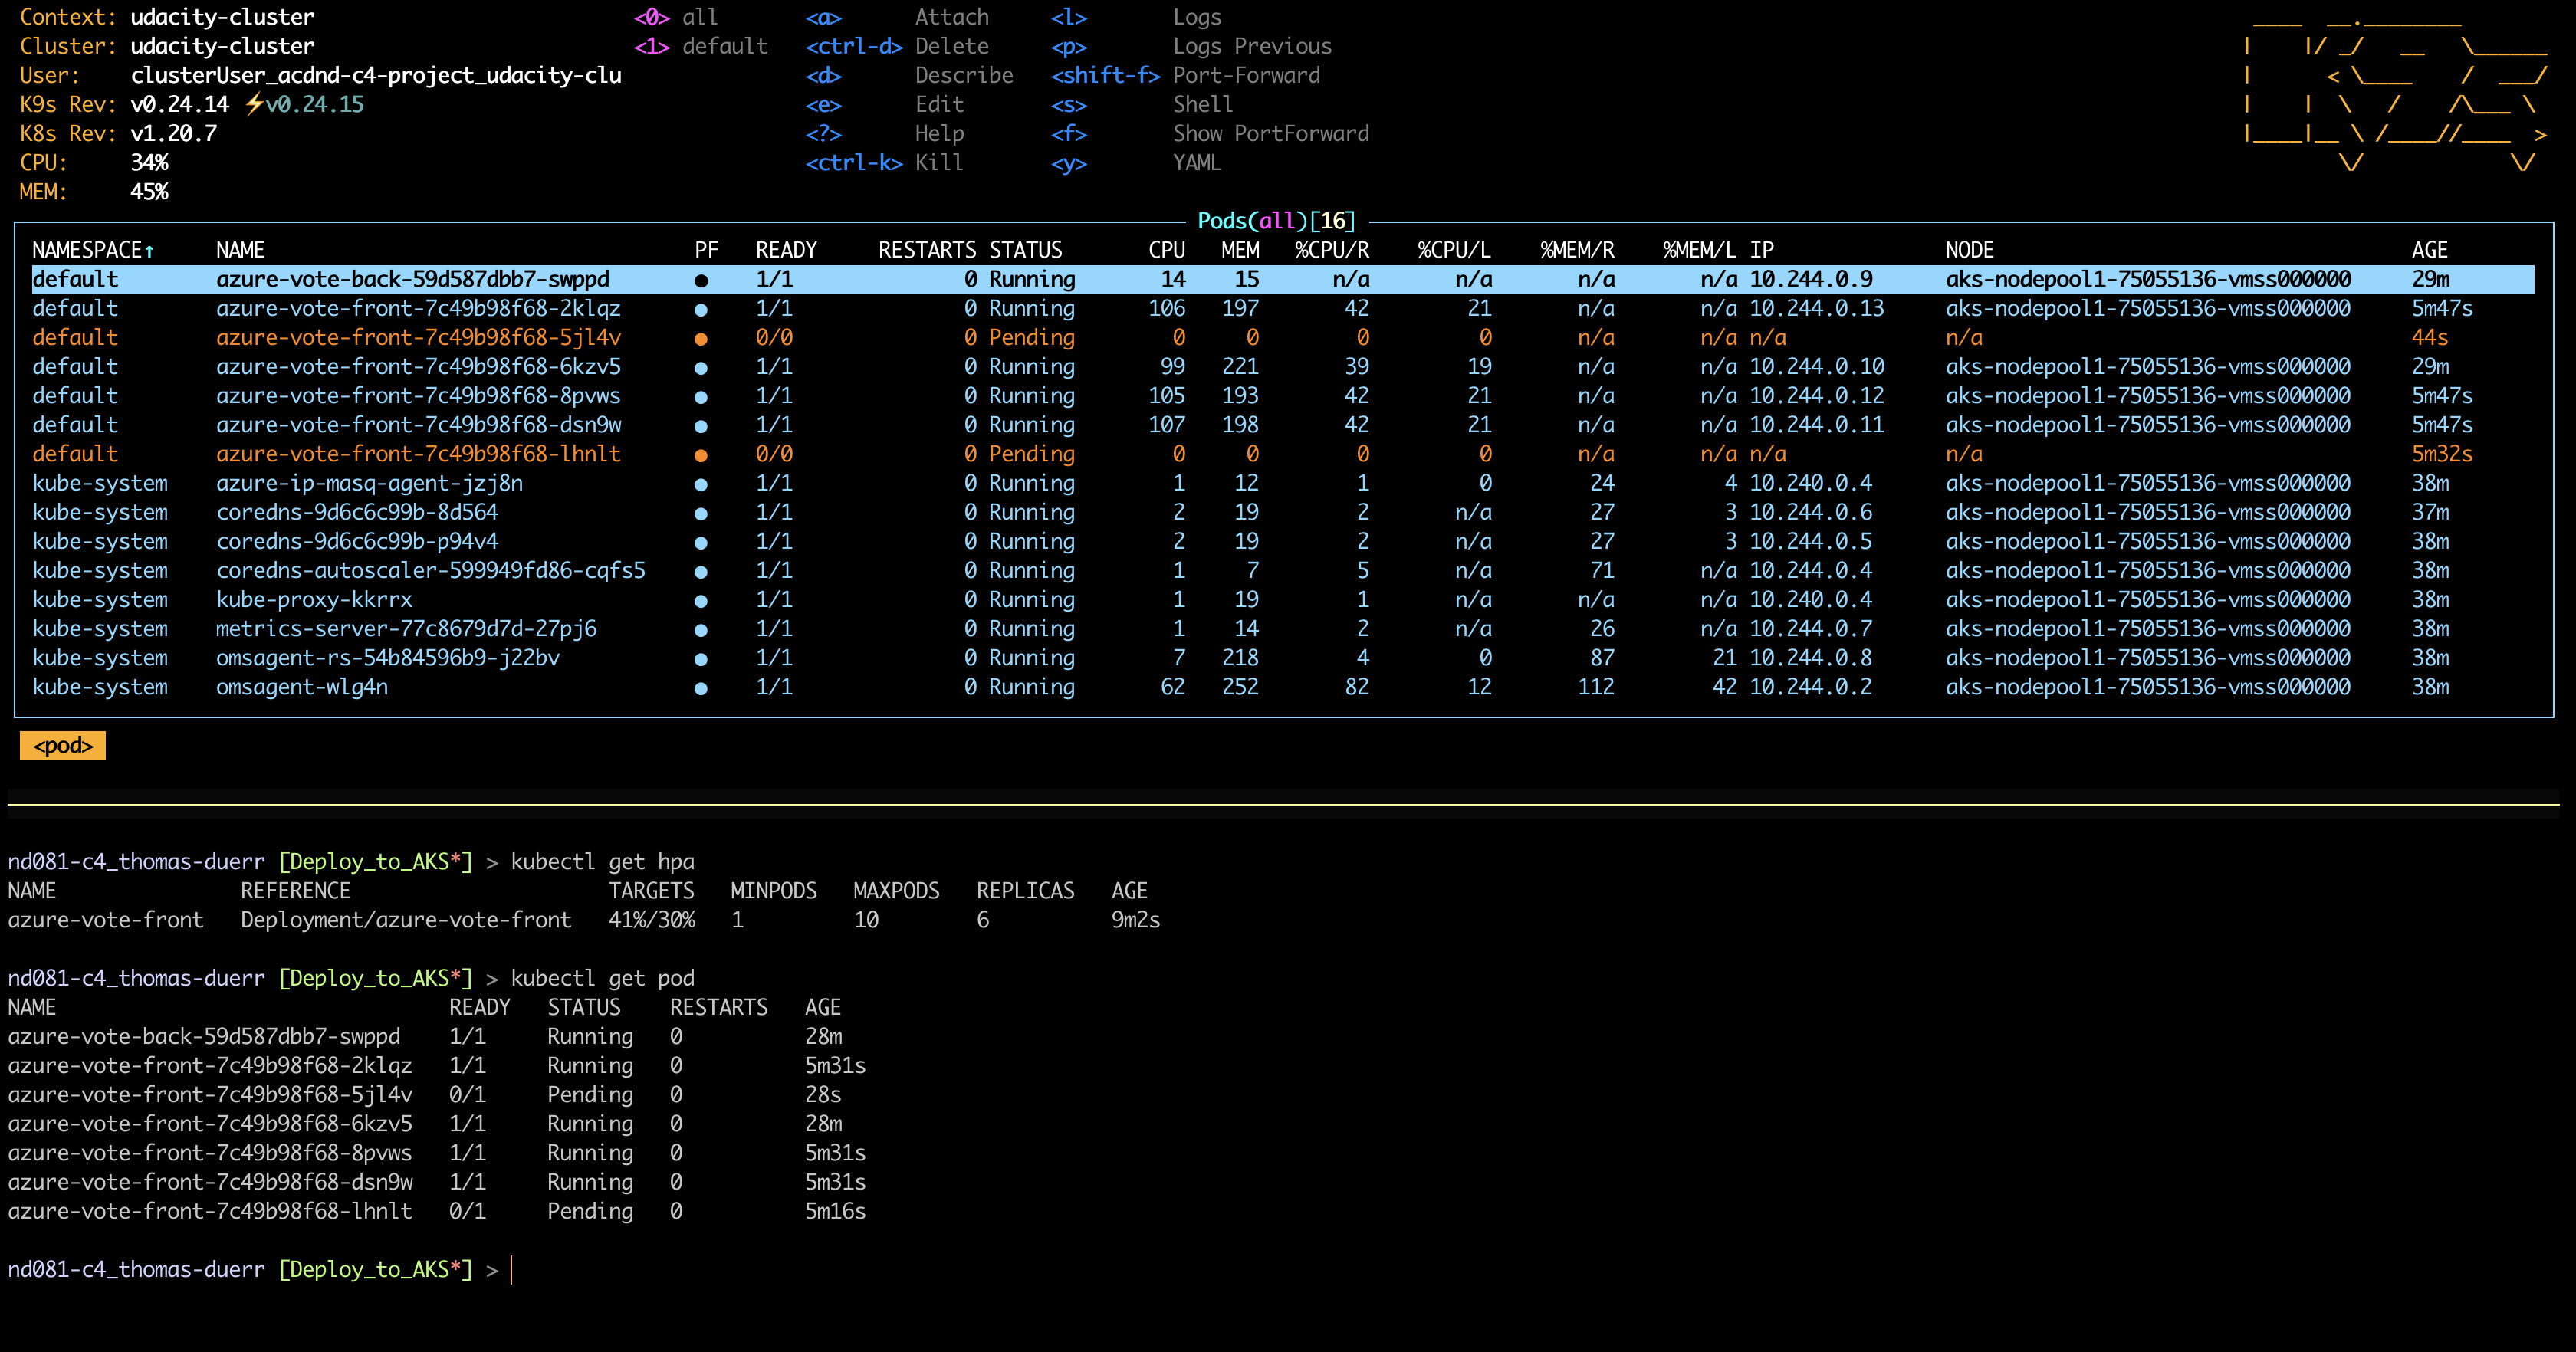 Context: udacity-cluster <0> all <a> Attach <l> Logs
Cluster: udacity-cluster <1> default <ctrl-d> Delete <p> Logs Previous
User: clusterUser_acdnd-c4-project_udacity-clu <d> Describe <shift-f> Port-Forward
K9s Rev: v0.24.14 ⚡v0.24.15 <e> Edit <s> Shell
K8s Rev: v1.20.7 <?> Help <f> Show PortForward
CPU: 34% <ctrl-k> Kill <y> YAML
MEM: 45%
Pods(all)[16]
NAMESPACE↑ NAME PF READY RESTARTS STATUS CPU MEM %CPU/R %CPU/L %MEM/R %MEM/L IP NODE AGE
default azure-vote-back-59d587dbb7-swppd ● 1/1 0 Running 14 15 n/a n/a n/a n/a 10.244.0.9 aks-nodepool1-75055136-vmss000000 29m
default azure-vote-front-7c49b98f68-2klqz ● 1/1 0 Running 106 197 42 21 n/a n/a 10.244.0.13 aks-nodepool1-75055136-vmss000000 5m47s
default azure-vote-front-7c49b98f68-5jl4v ● 0/0 0 Pending 0 0 0 0 n/a n/a n/a n/a 44s
default azure-vote-front-7c49b98f68-6kzv5 ● 1/1 0 Running 99 221 39 19 n/a n/a 10.244.0.10 aks-nodepool1-75055136-vmss000000 29m
default azure-vote-front-7c49b98f68-8pvws ● 1/1 0 Running 105 193 42 21 n/a n/a 10.244.0.12 aks-nodepool1-75055136-vmss000000 5m47s
default azure-vote-front-7c49b98f68-dsn9w ● 1/1 0 Running 107 198 42 21 n/a n/a 10.244.0.11 aks-nodepool1-75055136-vmss000000 5m47s
default azure-vote-front-7c49b98f68-lhnlt ● 0/0 0 Pending 0 0 0 0 n/a n/a n/a n/a 5m32s
kube-system azure-ip-masq-agent-jzj8n ● 1/1 0 Running 1 12 1 0 24 4 10.240.0.4 aks-nodepool1-75055136-vmss000000 38m
kube-system coredns-9d6c6c99b-8d564 ● 1/1 0 Running 2 19 2 n/a 27 3 10.244.0.6 aks-nodepool1-75055136-vmss000000 37m
kube-system coredns-9d6c6c99b-p94v4 ● 1/1 0 Running 2 19 2 n/a 27 3 10.244.0.5 aks-nodepool1-75055136-vmss000000 38m
kube-system coredns-autoscaler-599949fd86-cqfs5 ● 1/1 0 Running 1 7 5 n/a 71 n/a 10.244.0.4 aks-nodepool1-75055136-vmss000000 38m
kube-system kube-proxy-kkrrx ● 1/1 0 Running 1 19 1 n/a n/a n/a 10.240.0.4 aks-nodepool1-75055136-vmss000000 38m
kube-system metrics-server-77c8679d7d-27pj6 ● 1/1 0 Running 1 14 2 n/a 26 n/a 10.244.0.7 aks-nodepool1-75055136-vmss000000 38m
kube-system omsagent-rs-54b84596b9-j22bv ● 1/1 0 Running 7 218 4 0 87 21 10.244.0.8 aks-nodepool1-75055136-vmss000000 38m
kube-system omsagent-wlg4n ● 1/1 0 Running 62 252 82 12 112 42 10.244.0.2 aks-nodepool1-75055136-vmss000000 38m
<pod>
nd081-c4_thomas-duerr [Deploy_to_AKS*] > kubectl get hpa
NAME REFERENCE TARGETS MINPODS MAXPODS REPLICAS AGE
azure-vote-front Deployment/azure-vote-front 41%/30% 1 10 6 9m2s
nd081-c4_thomas-duerr [Deploy_to_AKS*] > kubectl get pod
NAME READY STATUS RESTARTS AGE
azure-vote-back-59d587dbb7-swppd 1/1 Running 0 28m
azure-vote-front-7c49b98f68-2klqz 1/1 Running 0 5m31s
azure-vote-front-7c49b98f68-5jl4v 0/1 Pending 0 28s
azure-vote-front-7c49b98f68-6kzv5 1/1 Running 0 28m
azure-vote-front-7c49b98f68-8pvws 1/1 Running 0 5m31s
azure-vote-front-7c49b98f68-dsn9w 1/1 Running 0 5m31s
azure-vote-front-7c49b98f68-lhnlt 0/1 Pending 0 5m16s
nd081-c4_thomas-duerr [Deploy_to_AKS*] >